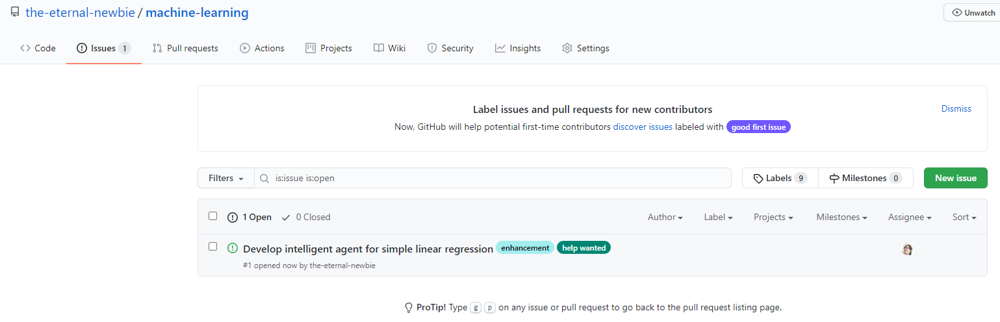 the-eternal-newbie / machine-learning
Unwatch
Code Issues 1 Pull requests Actions Projects Wiki Security Insights Settings
Label issues and pull requests for new contributors
Dismiss
Now, GitHub will help potential first-time contributors discover issues labeled with good first issue
Filters is:issue is:open Labels 9 Milestones 0 New issue
1 Open 0 Closed Author Label Projects Milestones Assignee Sort
Develop intelligent agent for simple linear regression enhancement help wanted
#1 opened now by the-eternal-newbie
ProTip! Type g p on any issue or pull request to go back to the pull request listing page.